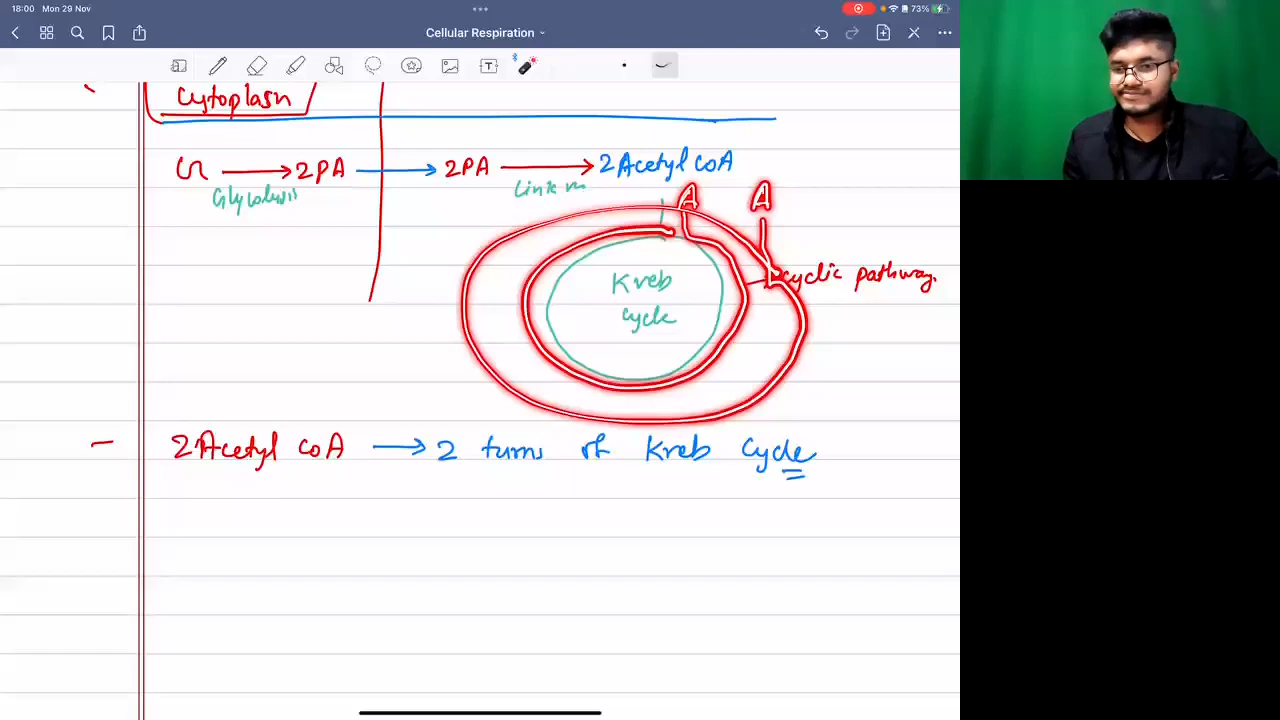 18:00 Mon 29 Nov
73%
Cellular Respiration
T
Cytoplasn
2PA 2PA 2Acetyl CoA
Glycolysis Link
A A
Kreb
cycle
cyclic pathway.
2Acetyl CoA → 2 turns of Kreb Cycle